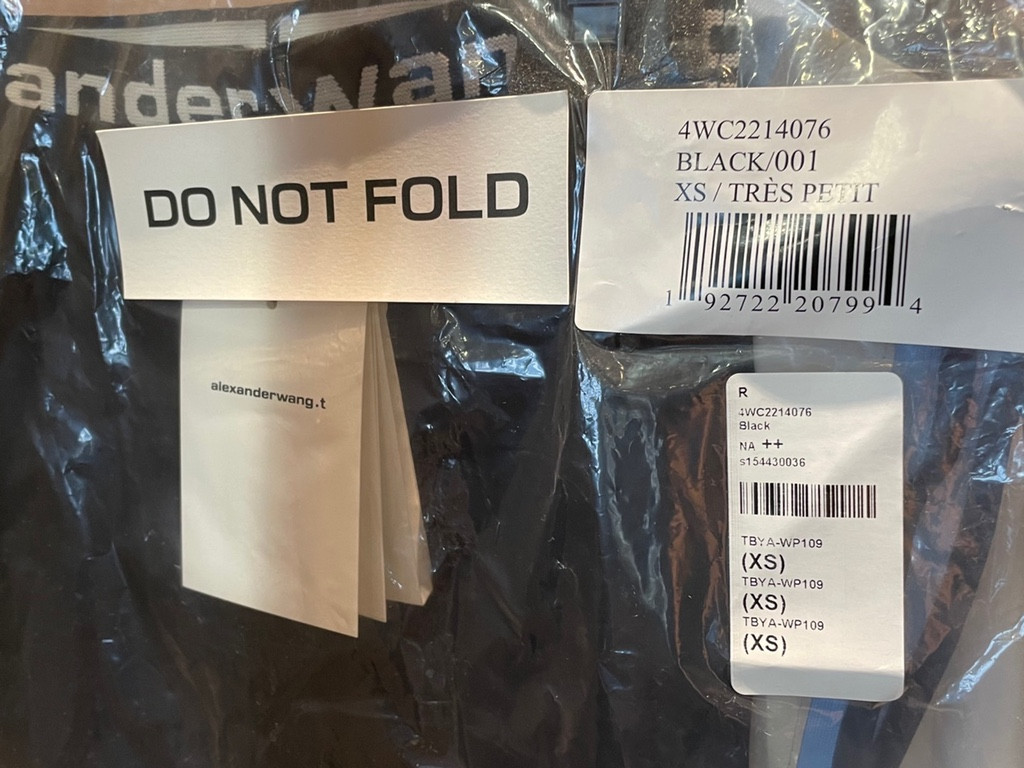 anderwang
DO NOT FOLD
alexanderwang.t
4WC2214076
BLACK/001
XS / TRÈS PETIT
1 92722 20799 4
R
4WC2214076
Black
NA ++
s154430036
TBYA-WP109
(XS)
TBYA-WP109
(XS)
TBYA-WP109
(XS)